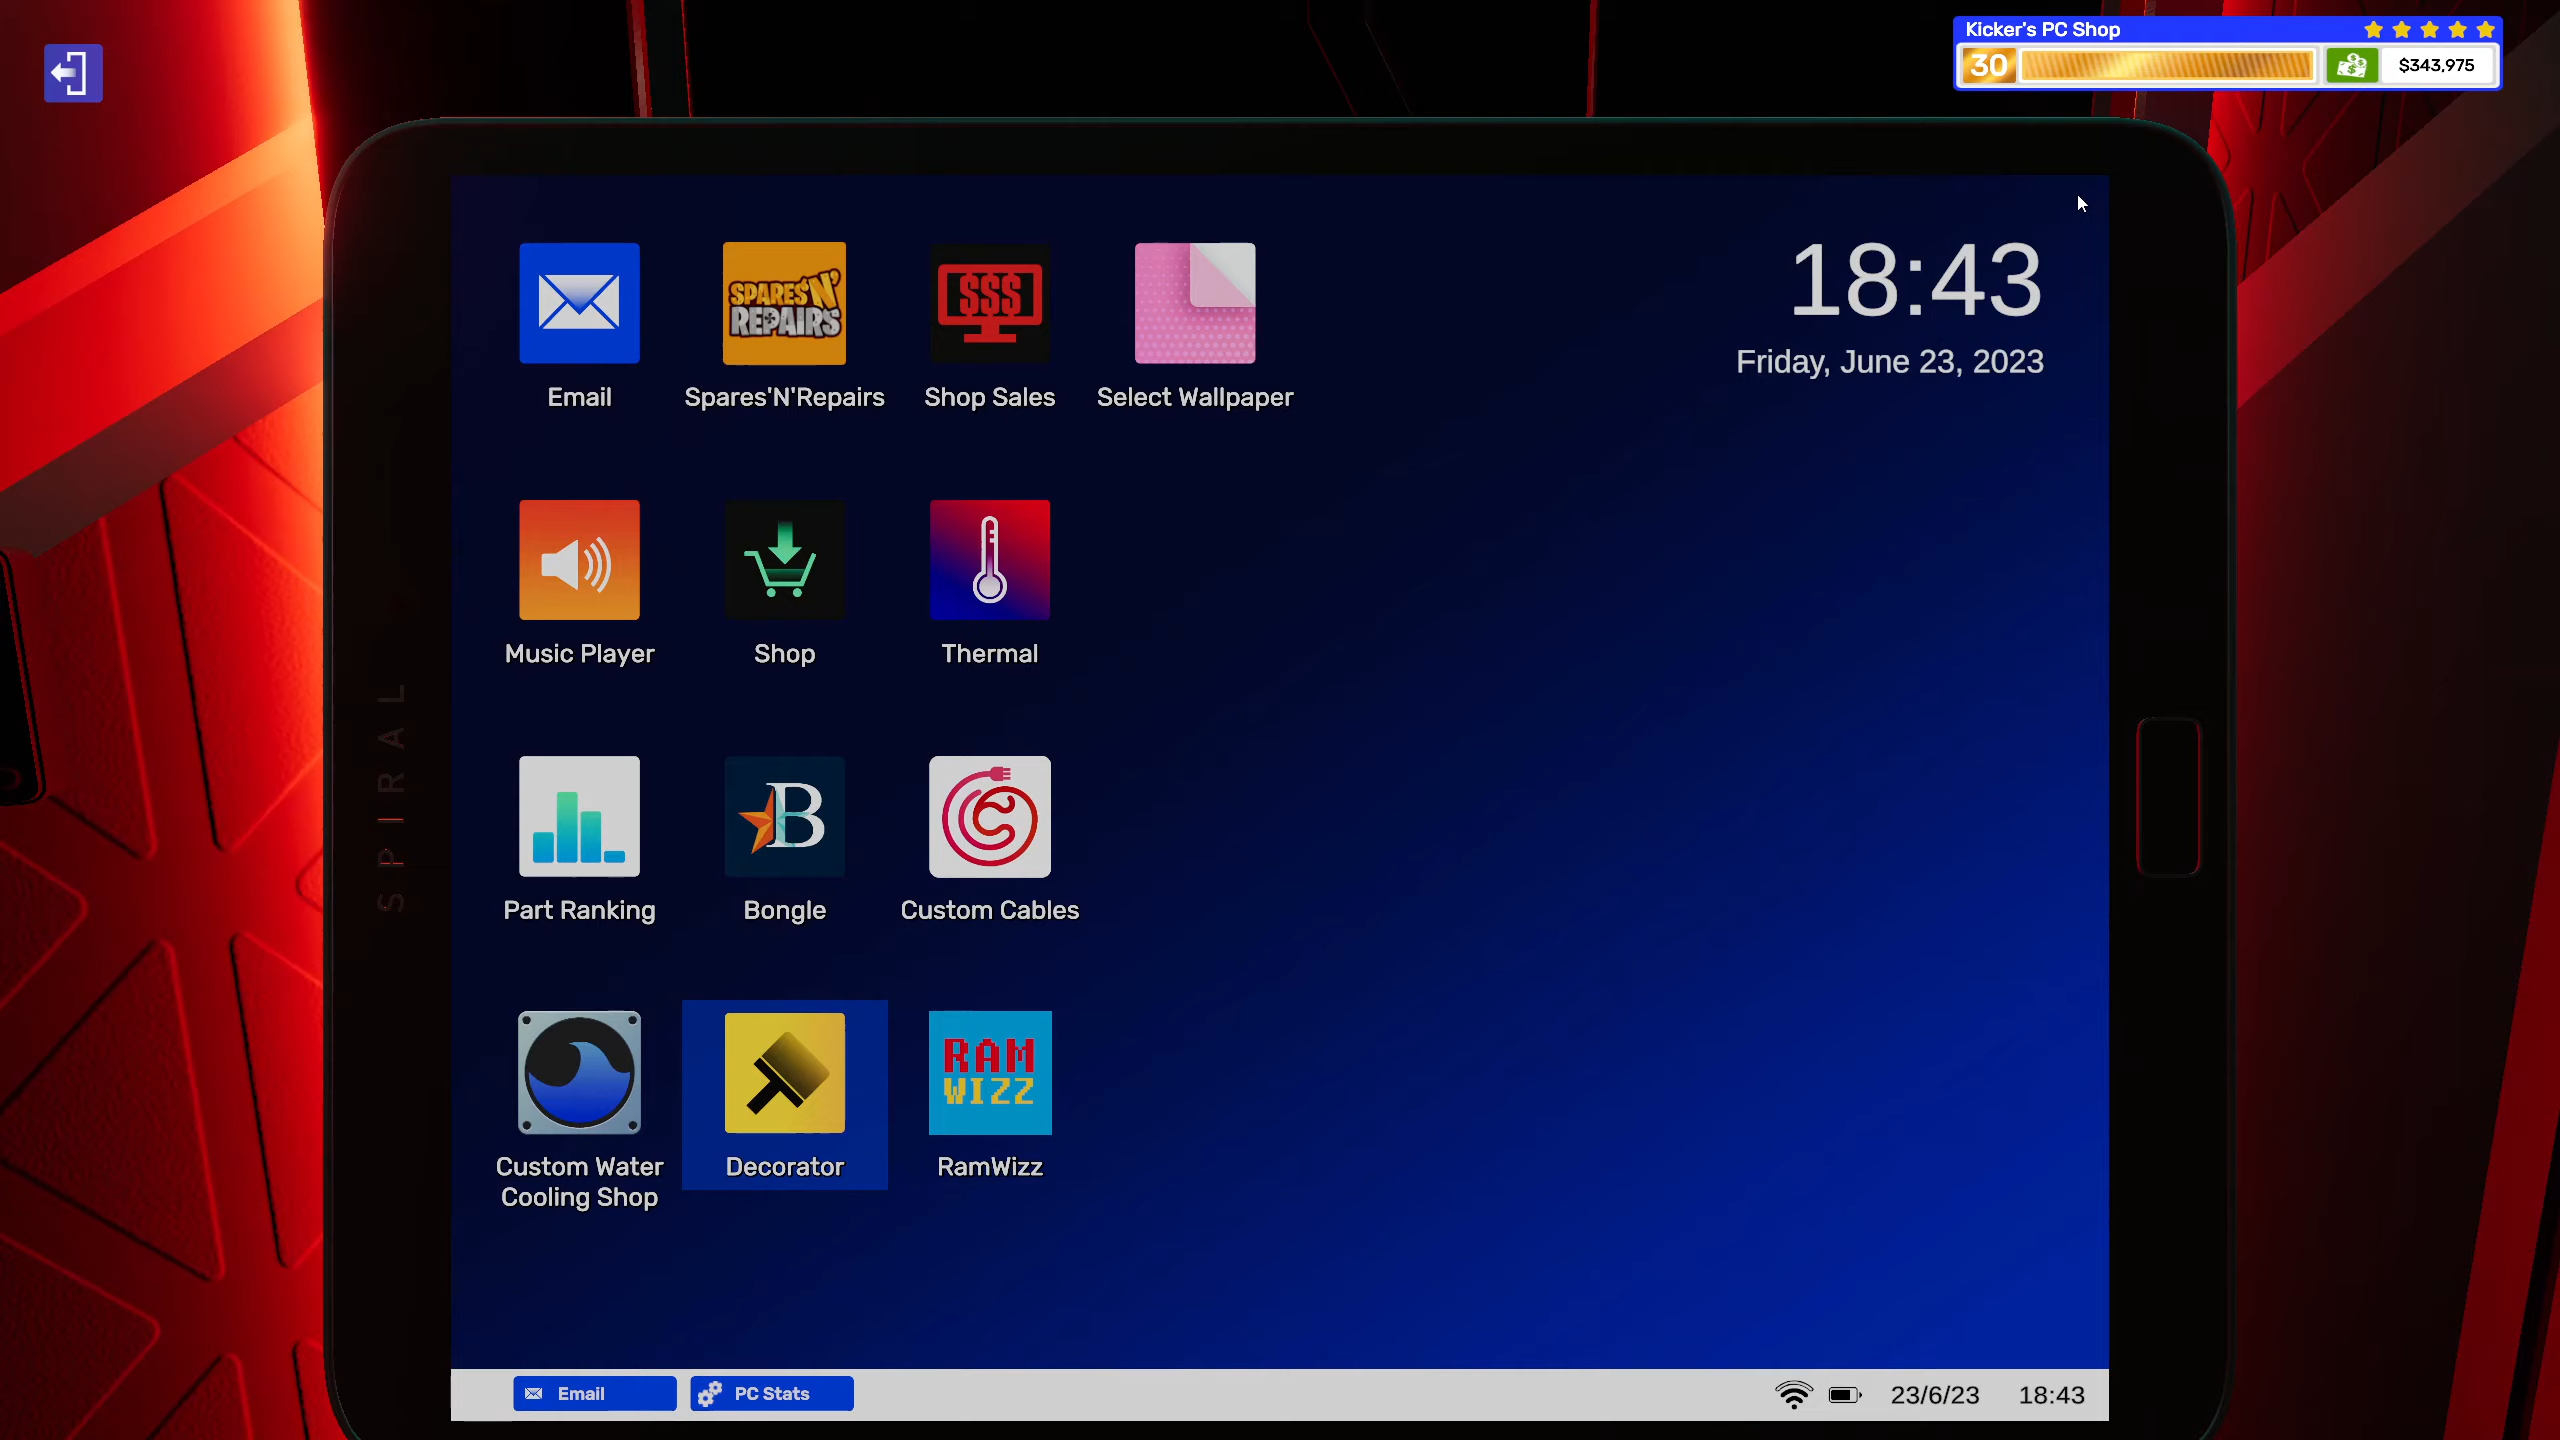 Kicker's PC Shop
30
$343,975
18:43
Friday, June 23, 2023
Email
SPARES 'N' REPAIRS
Spares'N'Repairs
$$$
Shop Sales
Select Wallpaper
Music Player
Shop
Thermal
Part Ranking
B
Bongle
C
Custom Cables
Custom Water
Cooling Shop
Decorator
RAM
WIZZ
RamWizz
SPIRAL
Email
PC Stats
23/6/23
18:43